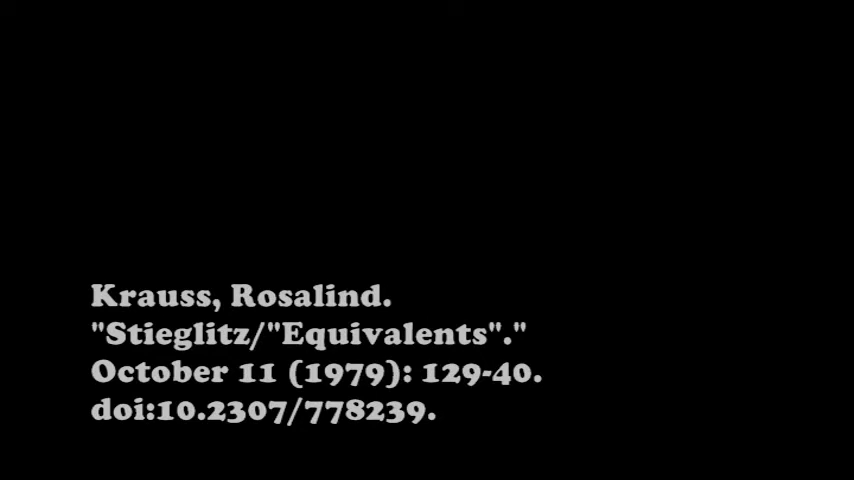 Krauss, Rosalind.
"Stieglitz/"Equivalents"."
October 11 (1979): 129-40.
doi:10.2307/778239.